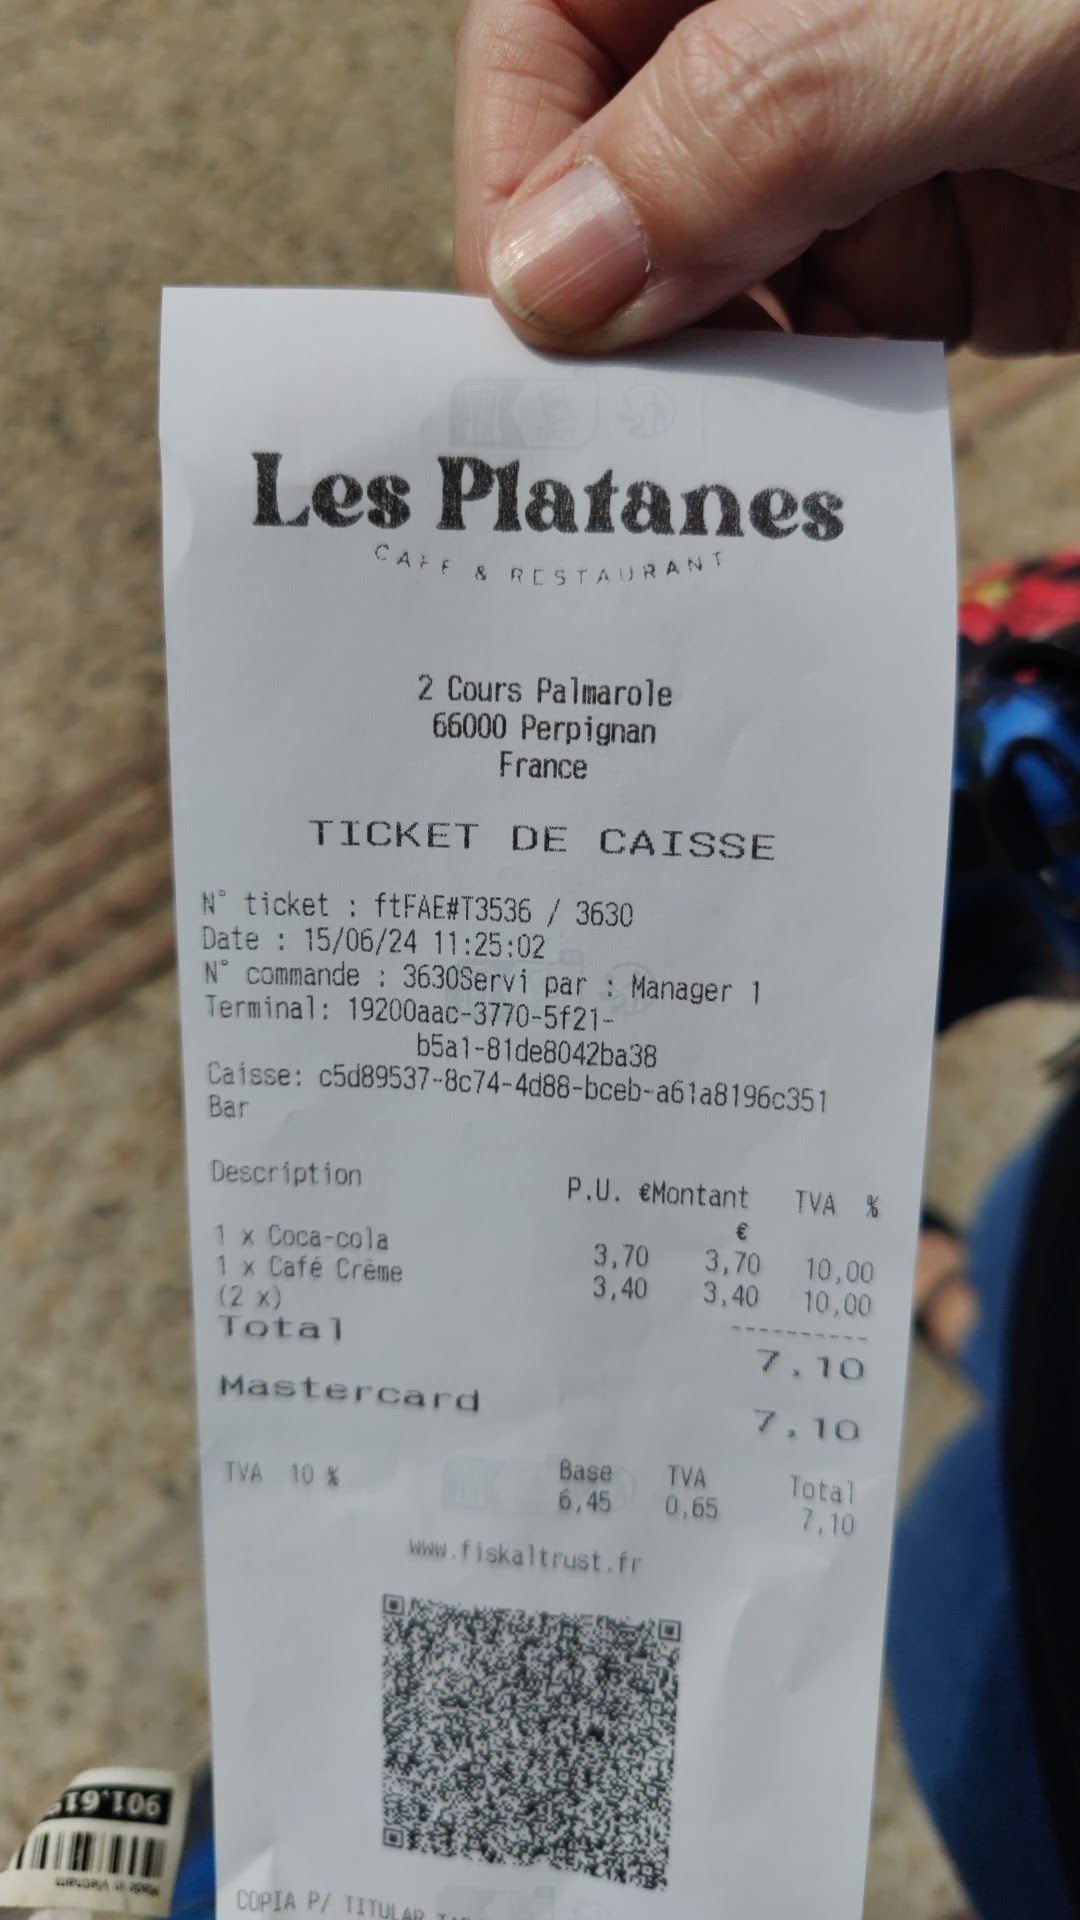 Les Platanes
CAFE & RESTAURANT
2 Cours Palmarole
66000 Perpignan
France
TICKET DE CAISSE
N° ticket : ftFAE#T3536 / 3630
Date : 15/06/24 11:25:02
N° commande : 3630Servi par : Manager 1
Terminal: 19200aac-3770-5f21-
b5a1-81de8042ba38
Caisse: c5d89537-8c74-4d88-bceb-a61a8196c351
Bar
Description P.U. €Montant TVA %
€
1 x Coca-cola 3,70 3,70 10,00
1 x Café Crème 3,40 3,40 10,00
(2 x)
Total 7,10
Mastercard 7,10
TVA 10 % Base TVA Total
6,45 0,65 7,10
www.fiskaltrust.fr
COPIA P/ TITULAR
Made in Vietnam